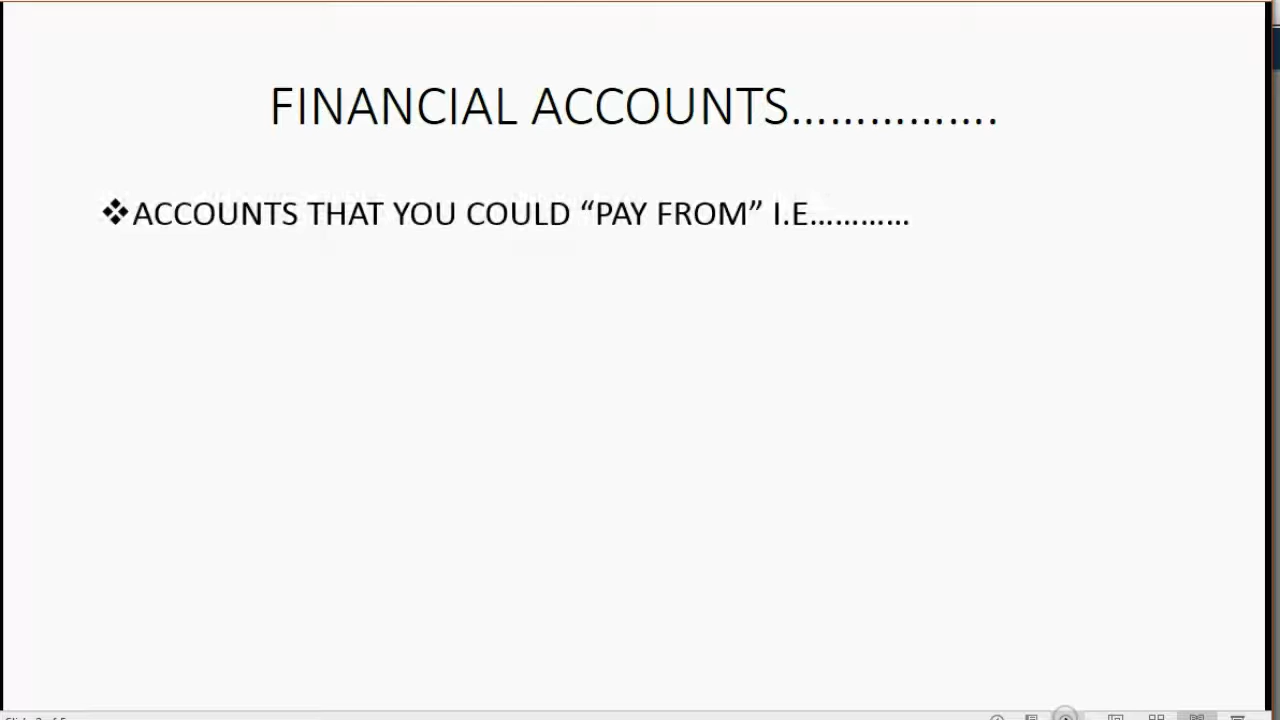 FINANCIAL ACCOUNTS…………….
❖ACCOUNTS THAT YOU COULD “PAY FROM” I.E…………